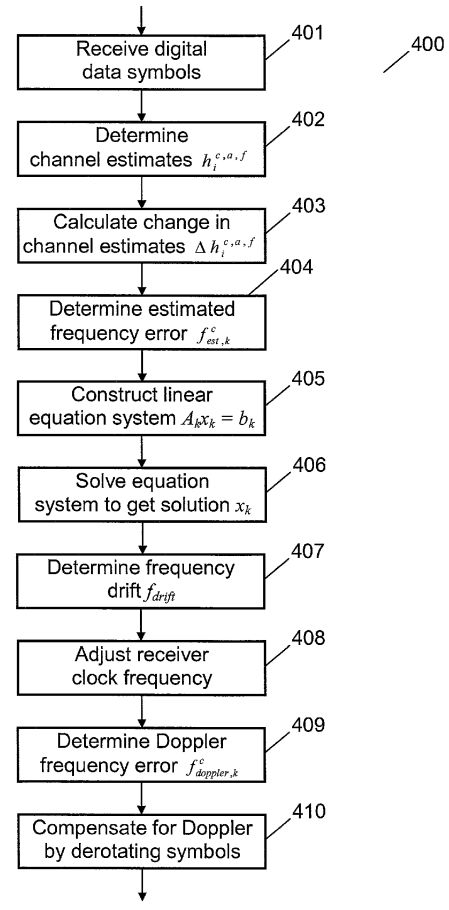 401
400
Receive digital
data symbols
402
Determine
channel estimates h_i^{c,a,f}
403
Calculate change in
channel estimates Δ h_i^{c,a,f}
404
Determine estimated
frequency error f_{est,k}^c
405
Construct linear
equation system A_k x_k = b_k
406
Solve equation
system to get solution x_k
407
Determine frequency
drift f_{drift}
408
Adjust receiver
clock frequency
409
Determine Doppler
frequency error f_{doppler,k}^c
410
Compensate for Doppler
by derotating symbols